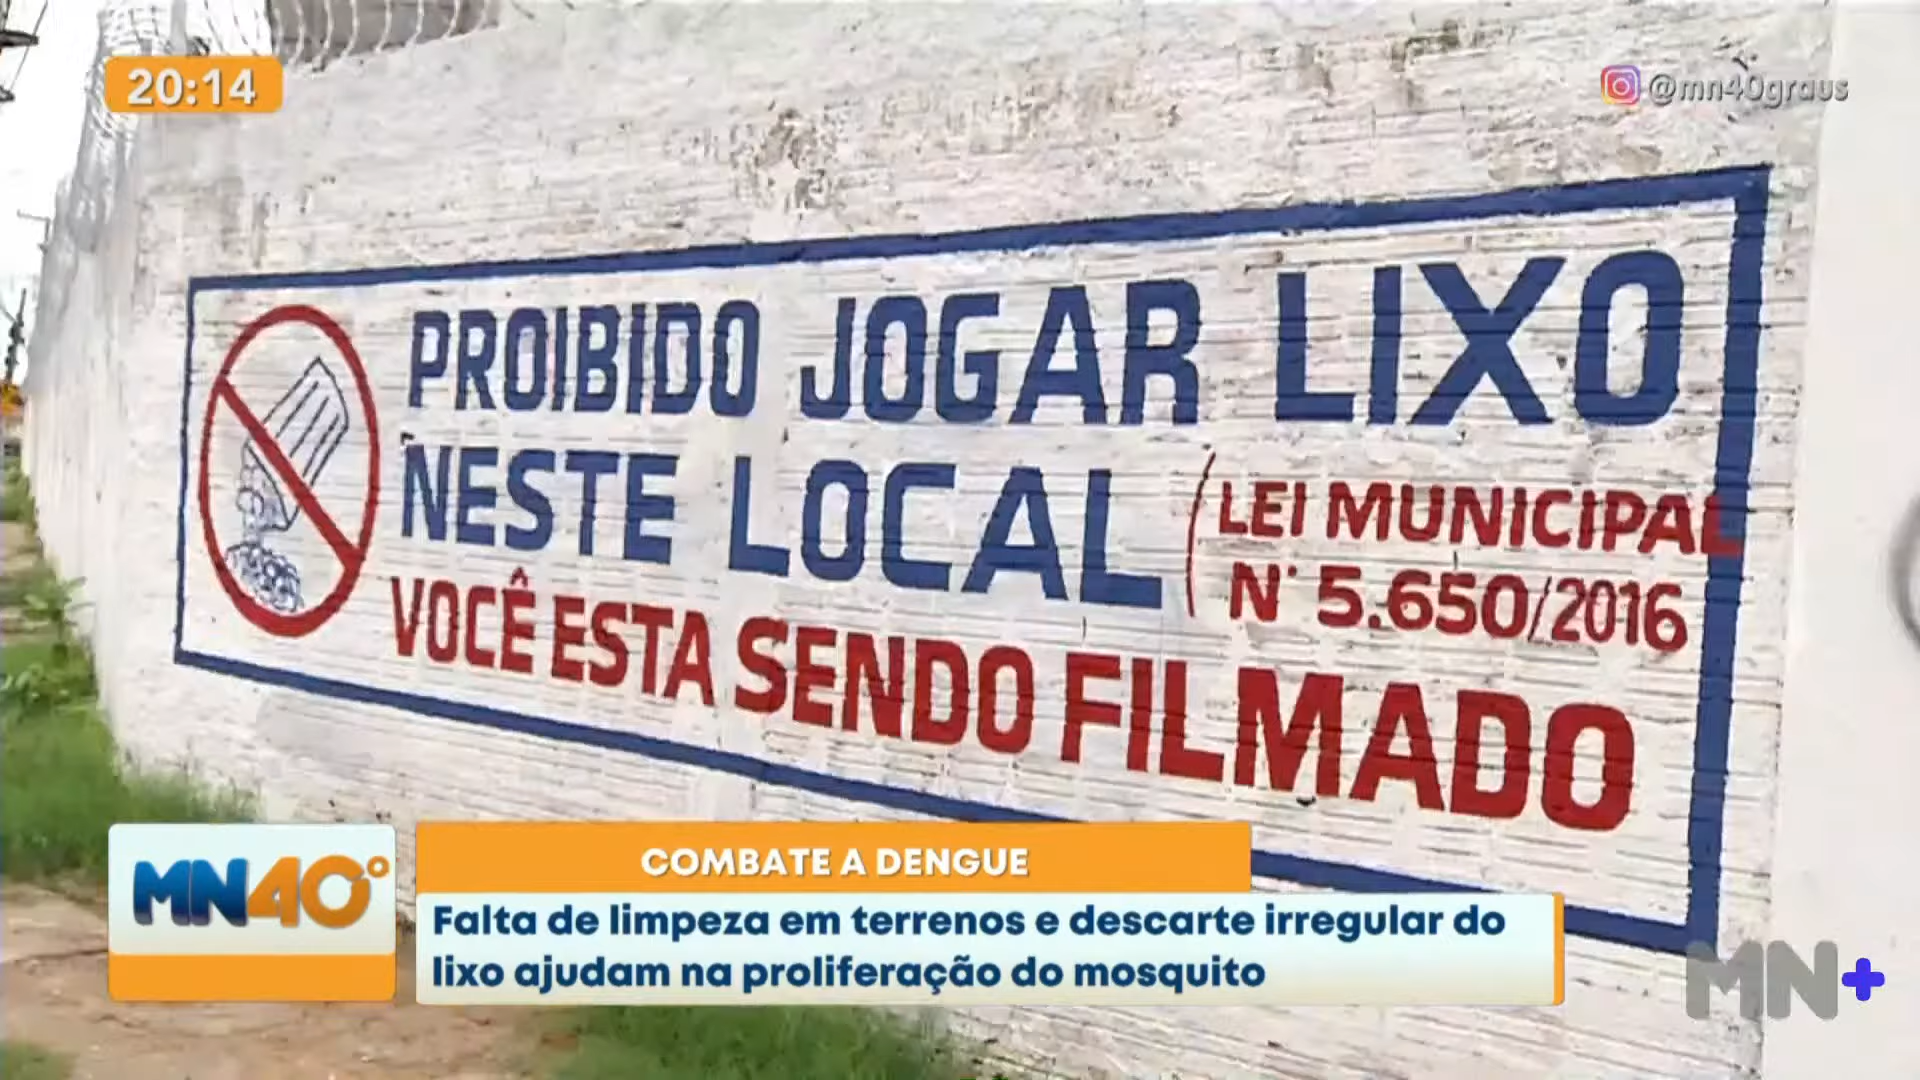 20:14
@mn40graus
PROIBIDO JOGAR LIXO
NESTE LOCAL
(LEI MUNICIPAL
N° 5.650/2016
VOCÊ ESTA SENDO FILMADO
MN40°
COMBATE A DENGUE
Falta de limpeza em terrenos e descarte irregular do
lixo ajudam na proliferação do mosquito
MN+